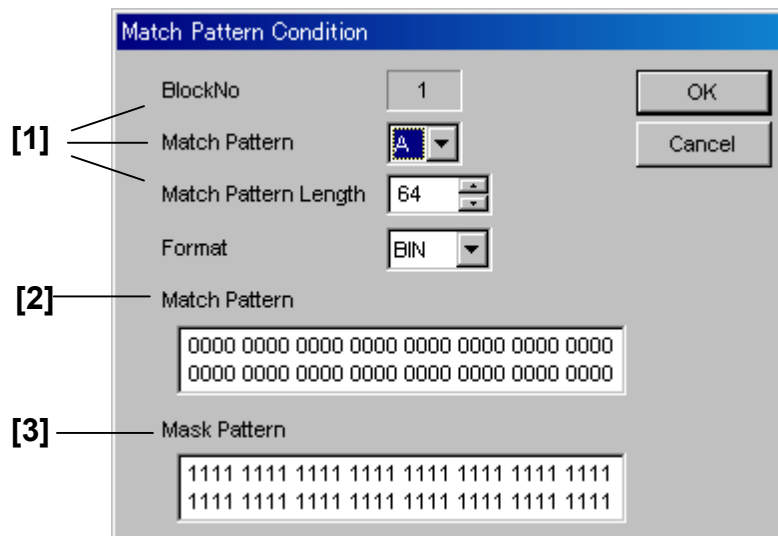 Match Pattern Condition
BlockNo 1 OK
[1] Match Pattern A Cancel
Match Pattern Length 64
Format BIN
[2] Match Pattern
0000 0000 0000 0000 0000 0000 0000 0000
0000 0000 0000 0000 0000 0000 0000 0000
[3] Mask Pattern
1111 1111 1111 1111 1111 1111 1111 1111
1111 1111 1111 1111 1111 1111 1111 1111